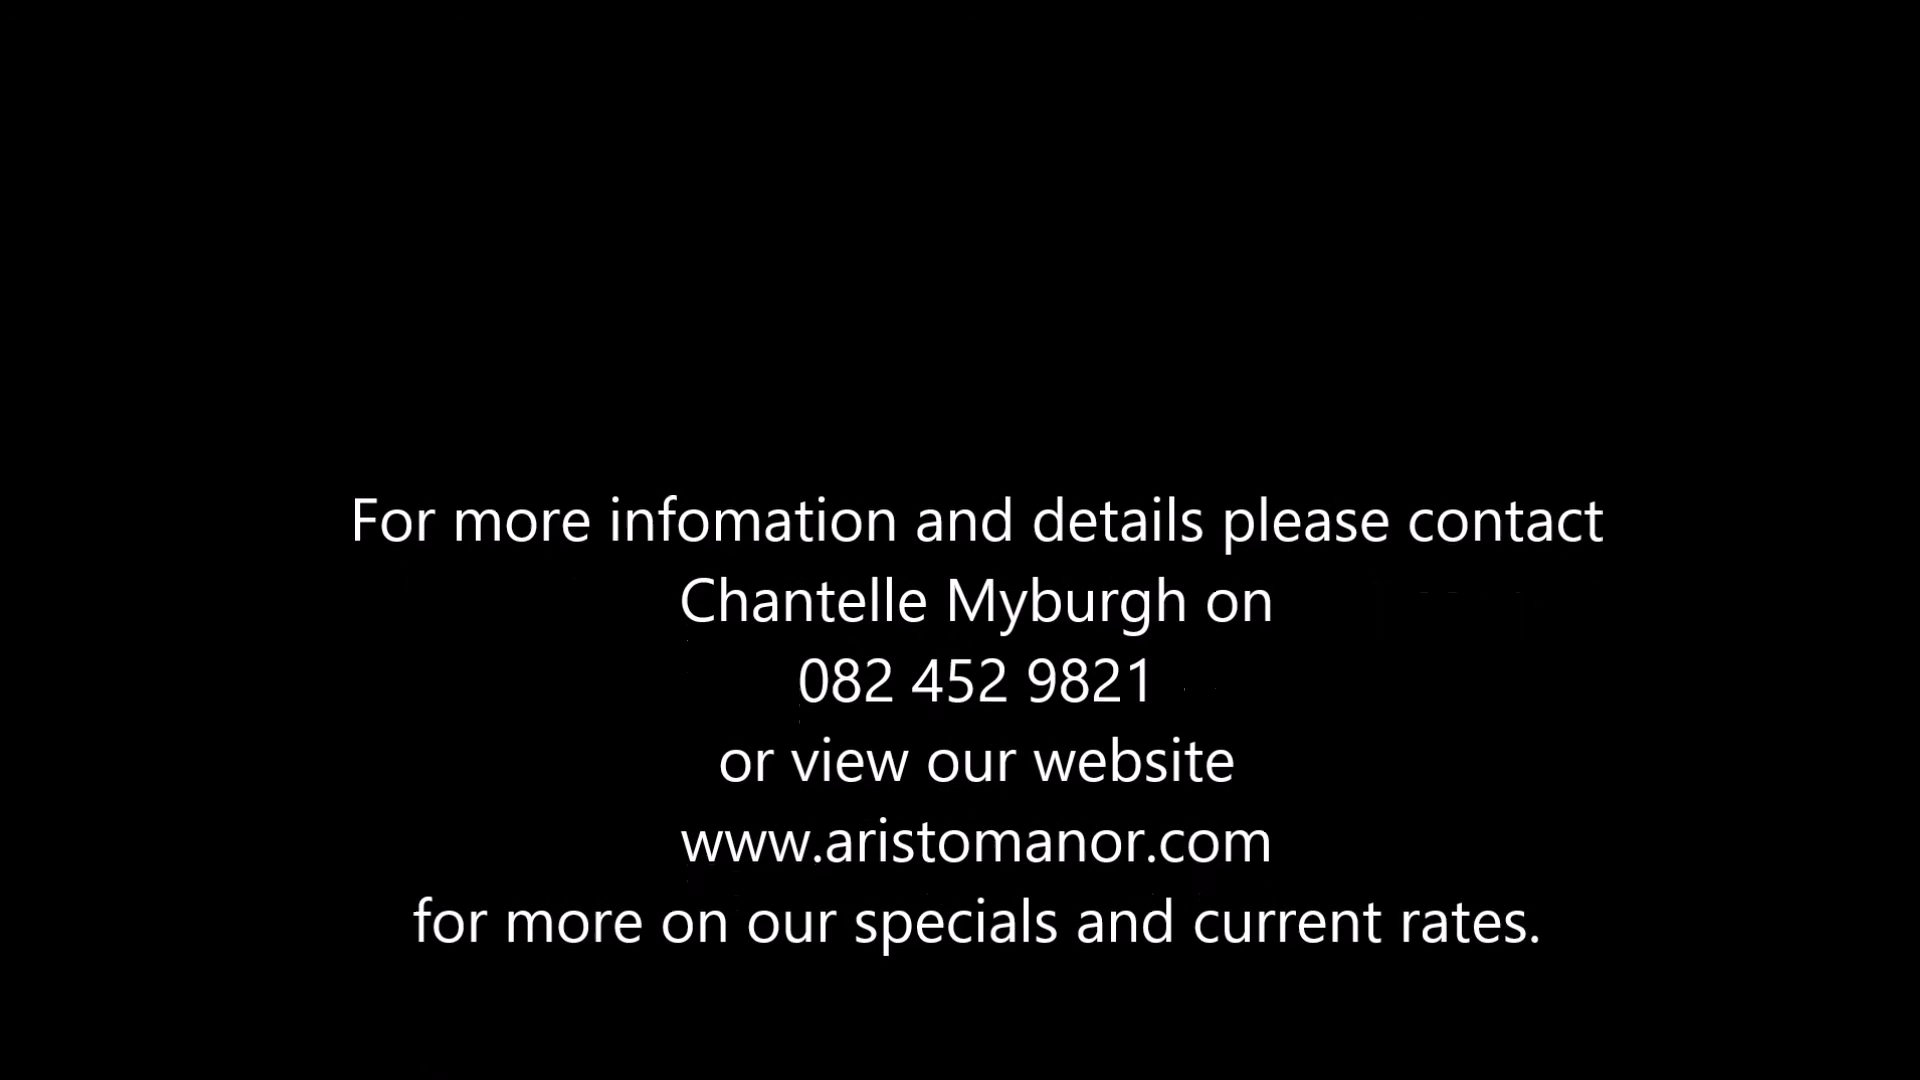 For more infomation and details please contact
Chantelle Myburgh on
082 452 9821
or view our website
www.aristomanor.com
for more on our specials and current rates.